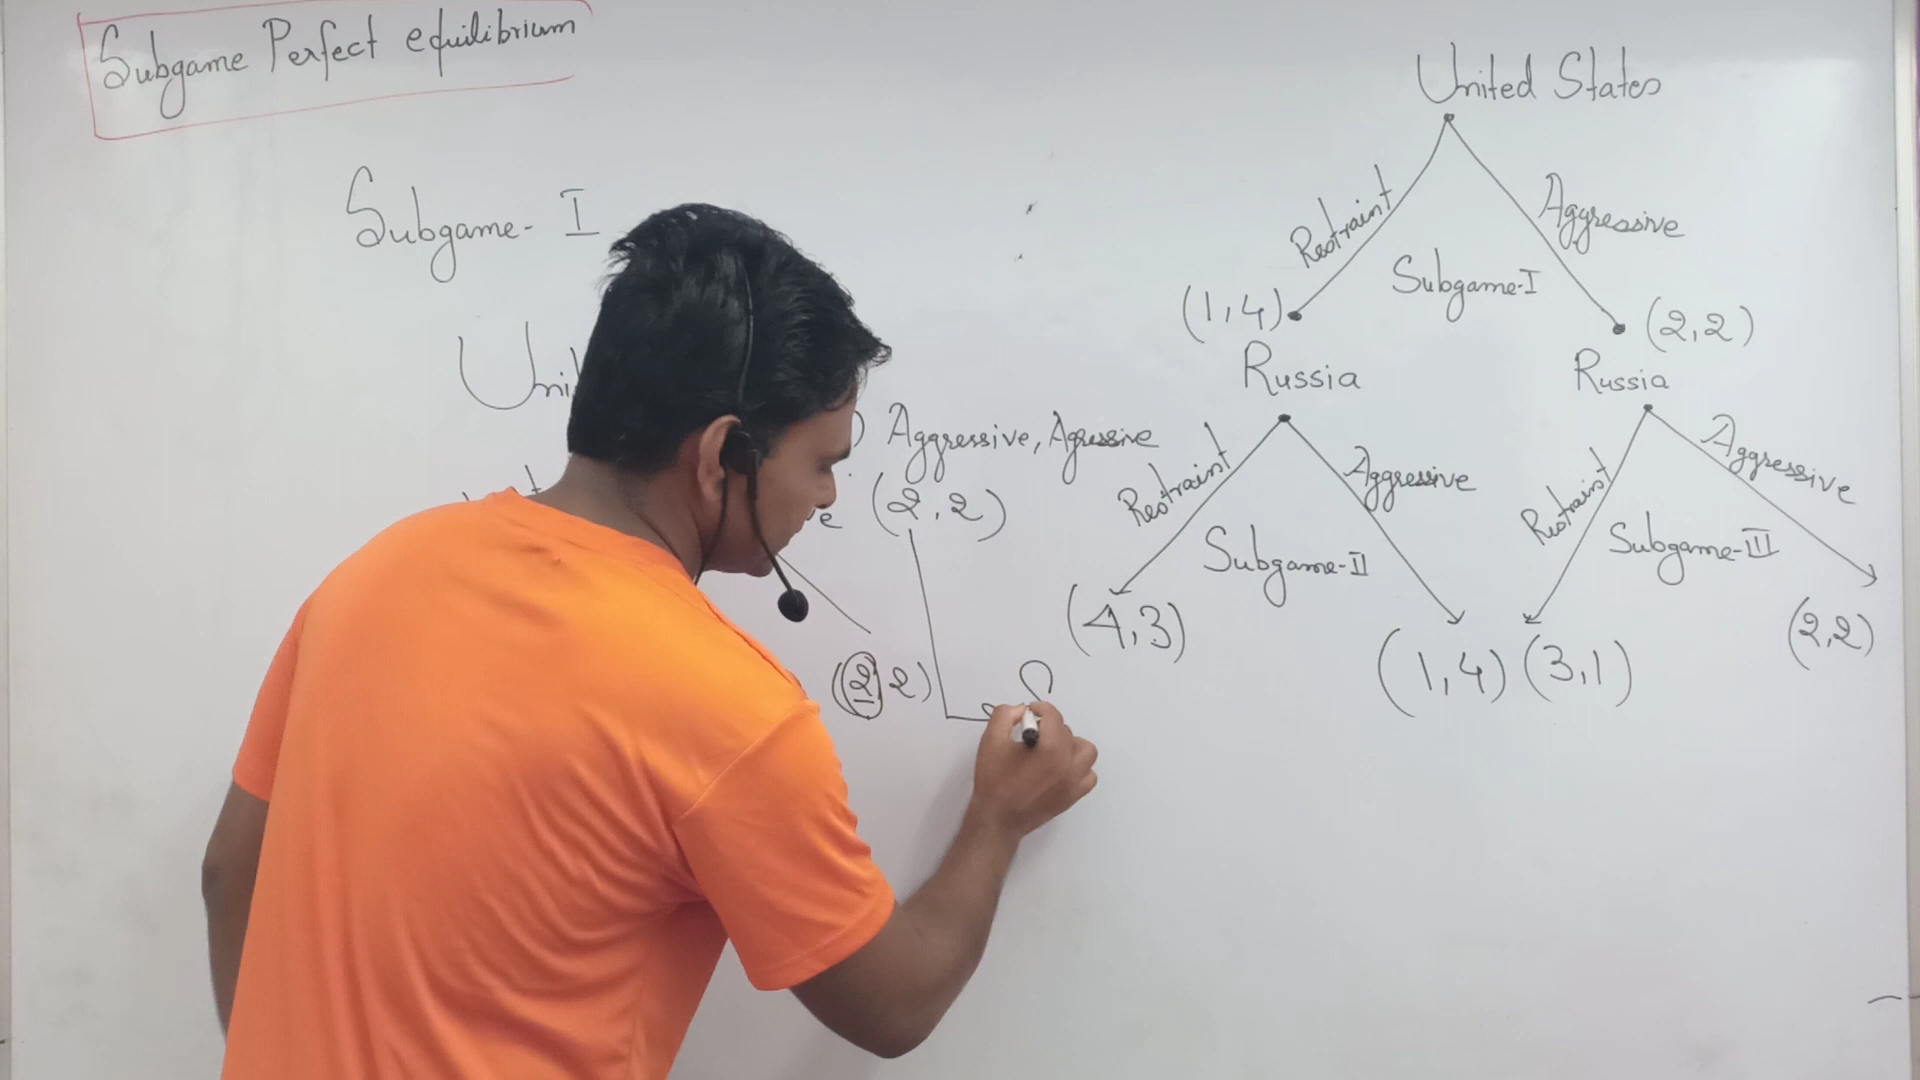 Subgame Perfect equilibrium
Subgame- I
) Aggressive, Agressive
(2, 2)
(2, 2)
United States
Restraint
Aggressive
Subgame-I
(1,4)
(2,2)
Russia
Russia
Restraint
Aggressive
Restraint
Aggressive
Subgame-II
Subgame-III
(4,3)
(1,4)
(3,1)
(2,2)